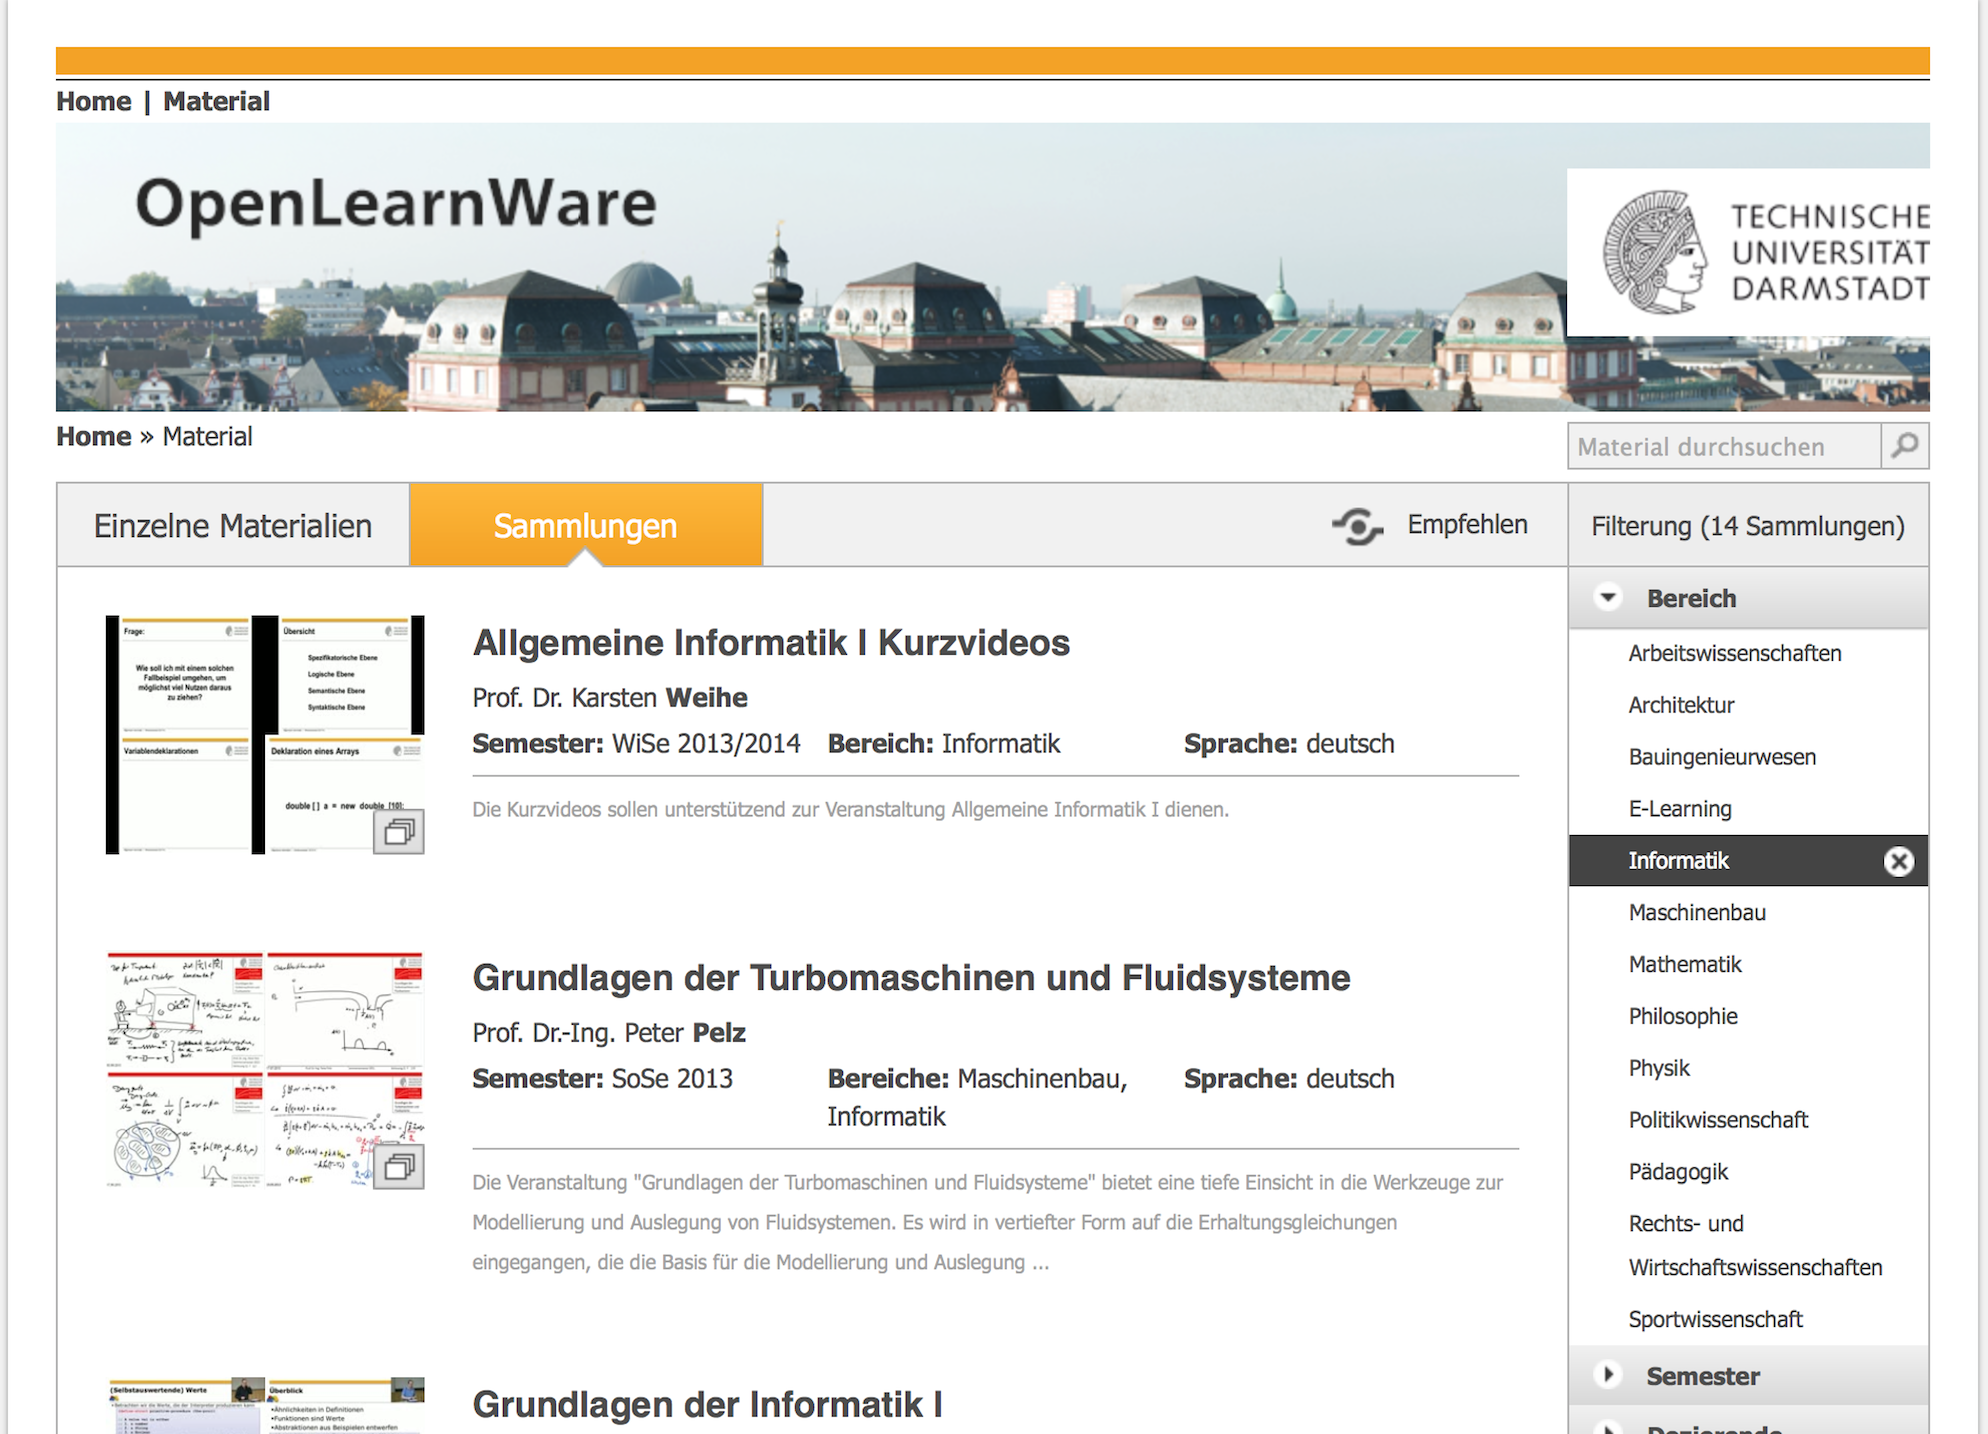 Home | Material
OpenLearnWare
TECHNISCHE
UNIVERSITÄT
DARMSTADT
Home » Material
Material durchsuchen
Einzelne Materialien
Sammlungen
Empfehlen
Filterung (14 Sammlungen)
Frage:
Wie soll ich mit einem solchen
Fallbeispiel umgehen, um
möglichst viel Nutzen daraus
zu ziehen?
Übersicht
Spezifikatorische Ebene
Logische Ebene
Semantische Ebene
Syntaktische Ebene
Variablendeklarationen
Deklaration eines Arrays
double[] a = new double [10];
Allgemeine Informatik I Kurzvideos
Prof. Dr. Karsten Weihe
Semester: WiSe 2013/2014 Bereich: Informatik Sprache: deutsch
Die Kurzvideos sollen unterstützend zur Veranstaltung Allgemeine Informatik I dienen.
Grundlagen der Turbomaschinen und Fluidsysteme
Prof. Dr.-Ing. Peter Pelz
Semester: SoSe 2013 Bereiche: Maschinenbau, Sprache: deutsch
Informatik
Die Veranstaltung "Grundlagen der Turbomaschinen und Fluidsysteme" bietet eine tiefe Einsicht in die Werkzeuge zur
Modellierung und Auslegung von Fluidsystemen. Es wird in vertiefter Form auf die Erhaltungsgleichungen
eingegangen, die die Basis für die Modellierung und Auslegung ...
(Selbstauswertende) Werte
Überblick
•Ähnlichkeiten in Definitionen
•Funktionen sind Werte
•Abstraktionen aus Beispielen entwerfen
Grundlagen der Informatik I
Bereich
Arbeitswissenschaften
Architektur
Bauingenieurwesen
E-Learning
Informatik
Maschinenbau
Mathematik
Philosophie
Physik
Politikwissenschaft
Pädagogik
Rechts- und
Wirtschaftswissenschaften
Sportwissenschaft
Semester
Dozierende